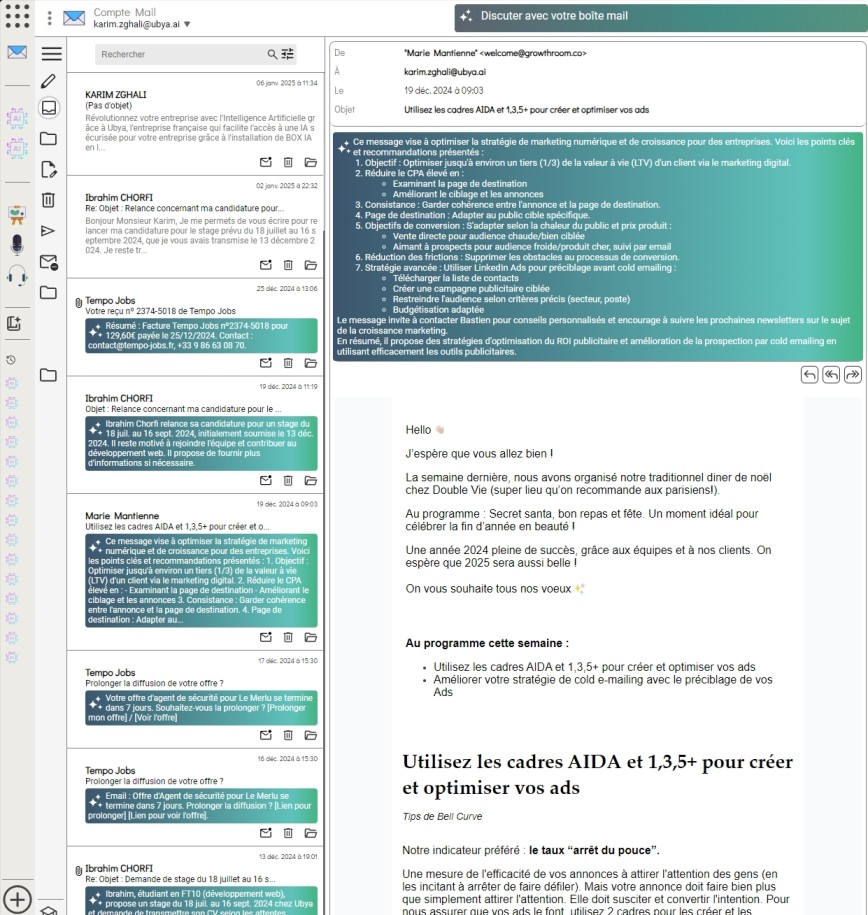 Compte Mail
karim.zghali@ubya.ai ▼
Discuter avec votre boîte mail
Rechercher
06 janv. 2025 à 11:34
KARIM ZGHALI
(Pas d'objet)
Révolutionnez votre entreprise avec l'Intelligence Artificielle gr
âce à Ubya, l'entreprise française qui facilite l'accès à une IA s
écurisée pour votre entreprise grâce à l'installation de BOX IA
en l...
02 janv. 2025 à 22:32
Ibrahim CHORFI
Re: Objet : Relance concernant ma candidature pour...
Bonjour Monsieur Karim, Je me permets de vous écrire pour re
lancer ma candidature pour le stage prévu du 18 juillet au 16 s
eptembre 2024, que je vous avais transmise le 13 décembre 2
024. Je reste tr...
25 déc. 2024 à 13:06
Tempo Jobs
Votre reçu nº 2374-5018 de Tempo Jobs
Résumé : Facture Tempo Jobs nº2374-5018 pour
129,60€ payée le 25/12/2024. Contact :
contact@tempo-jobs.fr, +33 9 86 63 08 70.
19 déc. 2024 à 11:19
Ibrahim CHORFI
Objet : Relance concernant ma candidature pour le ...
Ibrahim Chorfi relance sa candidature pour un stage du
18 juil. au 16 sept. 2024, initialement soumise le 13 déc.
2024. Il reste motivé à rejoindre l'équipe et contribuer au
développement web. Il propose de fournir plus
d'informations si nécessaire.
19 déc. 2024 à 09:03
Marie Mantienne
Utilisez les cadres AIDA et 1,3,5+ pour créer et o...
Ce message vise à optimiser la stratégie de marketing
numérique et de croissance pour des entreprises. Voici
les points clés et recommandations présentés : 1. Objectif :
Optimiser jusqu'à environ un tiers (1/3) de la valeur à vie
(LTV) d'un client via le marketing digital. 2. Réduire le CPA
élevé en : - Examinant la page de destination - Améliorant le
ciblage et les annonces 3. Consistance : Garder cohérence
entre l'annonce et la page de destination. 4. Page de
destination : Adapter au...
17 déc. 2024 à 15:30
Tempo Jobs
Prolonger la diffusion de votre offre ?
Votre offre d'agent de sécurité pour Le Merlu se termine
dans 7 jours. Souhaitez-vous la prolonger ? [Prolonger
mon offre] / [Voir l'offre]
16 déc. 2024 à 15:30
Tempo Jobs
Prolonger la diffusion de votre offre ?
Email : Offre d'Agent de sécurité pour Le Merlu se
termine dans 7 jours. Prolonger la diffusion ? [Lien pour
prolonger] [Lien pour voir l'offre].
13 déc. 2024 à 19:01
Ibrahim CHORFI
Re: Objet : Demande de stage du 18 juillet au 16 s...
Ibrahim, étudiant en FT10 (développement web),
propose un stage du 18 juil. au 16 sept. 2024 chez Ubya
et demande de transmettre son CV selon les attentes
De "Marie Mantienne" <welcome@growthroom.co>
À karim.zghali@ubya.ai
Le 19 déc. 2024 à 09:03
Objet Utilisez les cadres AIDA et 1,3,5+ pour créer et optimiser vos ads
Ce message vise à optimiser la stratégie de marketing numérique et de croissance pour des entreprises. Voici les points clés
et recommandations présentés :
1. Objectif : Optimiser jusqu'à environ un tiers (1/3) de la valeur à vie (LTV) d'un client via le marketing digital.
2. Réduire le CPA élevé en :
Examinant la page de destination
Améliorant le ciblage et les annonces
3. Consistance : Garder cohérence entre l'annonce et la page de destination.
4. Page de destination : Adapter au public cible spécifique.
5. Objectifs de conversion : S'adapter selon la chaleur du public et prix produit :
Vente directe pour audience chaude/bien ciblée
Aimant à prospects pour audience froide/produit cher, suivi par email
6. Réduction des frictions : Supprimer les obstacles au processus de conversion.
7. Stratégie avancée : Utiliser LinkedIn Ads pour préciblage avant cold emailing :
Télécharger la liste de contacts
Créer une campagne publicitaire ciblée
Restreindre l'audience selon critères précis (secteur, poste)
Budgétisation adaptée
Le message invite à contacter Bastien pour conseils personnalisés et encourage à suivre les prochaines newsletters sur le sujet
de la croissance marketing.
En résumé, il propose des stratégies d'optimisation du ROI publicitaire et amélioration de la prospection par cold emailing en
utilisant efficacement les outils publicitaires.
Hello 👋🏻
J'espère que vous allez bien !
La semaine dernière, nous avons organisé notre traditionnel diner de noël
chez Double Vie (super lieu qu'on recommande aux parisiens!).
Au programme : Secret santa, bon repas et fête. Un moment idéal pour
célébrer la fin d'année en beauté !
Une année 2024 pleine de succès, grâce aux équipes et à nos clients. On
espère que 2025 sera aussi belle !
On vous souhaite tous nos voeux ✨
Au programme cette semaine :
• Utilisez les cadres AIDA et 1,3,5+ pour créer et optimiser vos ads
• Améliorer votre stratégie de cold e-mailing avec le préciblage de vos
Ads
Utilisez les cadres AIDA et 1,3,5+ pour créer
et optimiser vos ads
Tips de Bell Curve
Notre indicateur préféré : le taux “arrêt du pouce”.
Une mesure de l'efficacité de vos annonces à attirer l'attention des gens (en
les incitant à arrêter de faire défiler). Mais votre annonce doit faire bien plus
que simplement attirer l'attention. Elle doit susciter et convertir l'intention. Pour
nous assurer que vos ads le font, utilisez 2 cadres pour les créer et les